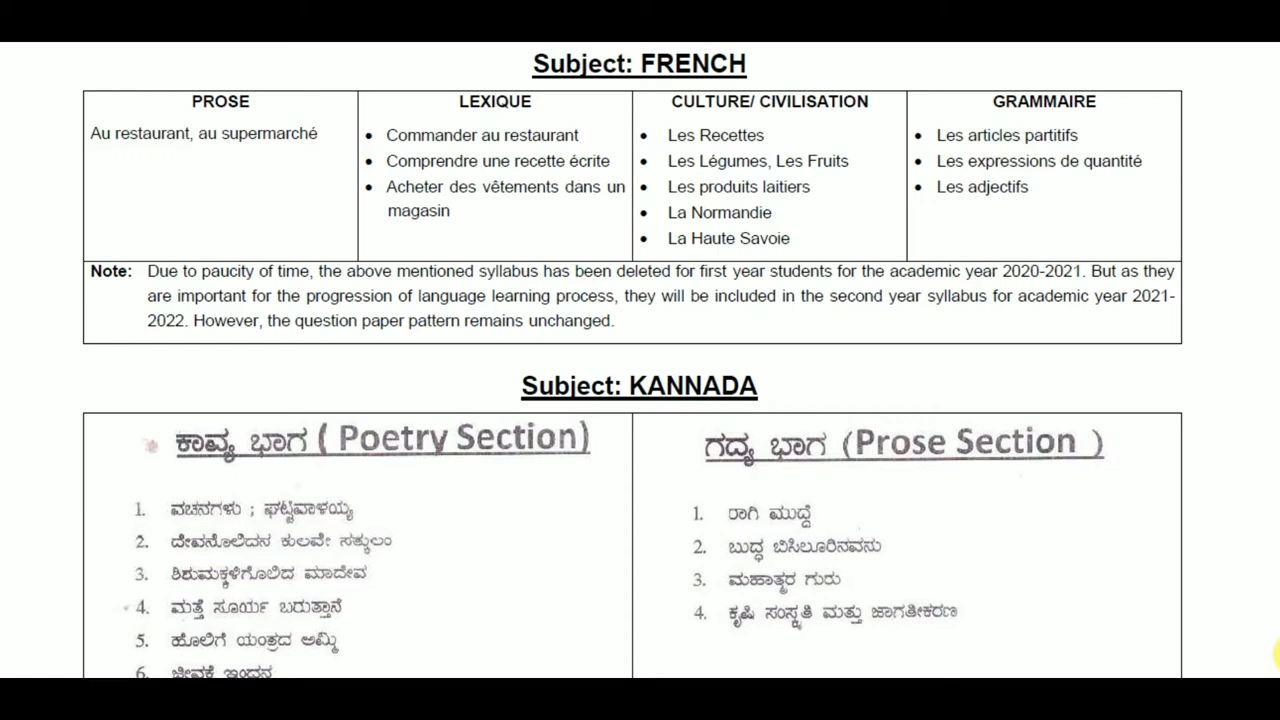 Subject: FRENCH
PROSE
Au restaurant, au supermarché
LEXIQUE
• Commander au restaurant
• Comprendre une recette écrite
• Acheter des vêtements dans un
magasin
CULTURE/ CIVILISATION
• Les Recettes
• Les Légumes, Les Fruits
• Les produits laitiers
• La Normandie
• La Haute Savoie
GRAMMAIRE
• Les articles partitifs
• Les expressions de quantité
• Les adjectifs
Note: Due to paucity of time, the above mentioned syllabus has been deleted for first year students for the academic year 2020-2021. But as they
are important for the progression of language learning process, they will be included in the second year syllabus for academic year 2021-
2022. However, the question paper pattern remains unchanged.
Subject: KANNADA
ಕಾವ್ಯ ಭಾಗ ( Poetry Section)
1. ವಚನಗಳು ; ಘಟ್ಟಿವಾಳಯ್ಯ
2. ದೇವನೊಲಿದನ ಕುಲವೇ ಸತ್ಕುಲಂ
3. ಶಿಶುಮಕ್ಕಳಿಗೊಲಿದ ಮಾದೇವ
4. ಮತ್ತೆ ಸೂರ್ಯ ಬರುತ್ತಾನೆ
5. ಹೊಲಿಗೆ ಯಂತ್ರದ ಅಮ್ಮಿ
6. ಜೀವಕೆ ಇಂಧನ
ಗದ್ಯ ಭಾಗ (Prose Section )
1. ರಾಗಿ ಮುದ್ದೆ
2. ಬುದ್ಧ ಬಿಸಿಲೂರಿನವನು
3. ಮಹಾತ್ಮರ ಗುರು
4. ಕೃಷಿ ಸಂಸ್ಕೃತಿ ಮತ್ತು ಜಾಗತೀಕರಣ